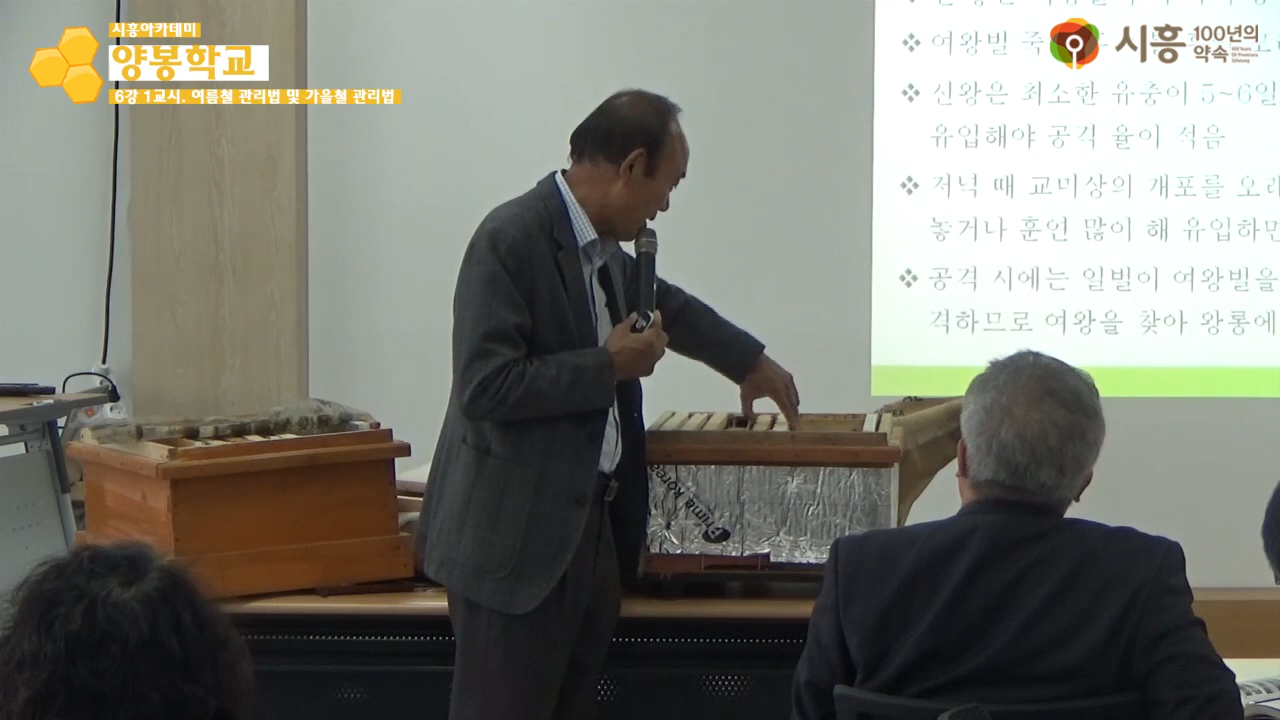 시흥아카데미
양봉학교
6강 1교시. 여름철 관리법 및 가을철 관리법
시흥
100년의
약속
여왕벌 죽
신왕은 최소한 유충이 5~6일
유입해야 공격 율이 적음
저녁 때 교미상의 개포를 오래
놓거나 훈연 많이 해 유입하면
공격 시에는 일벌이 여왕벌을
격하므로 여왕을 찾아 왕롱에
Prime Korea